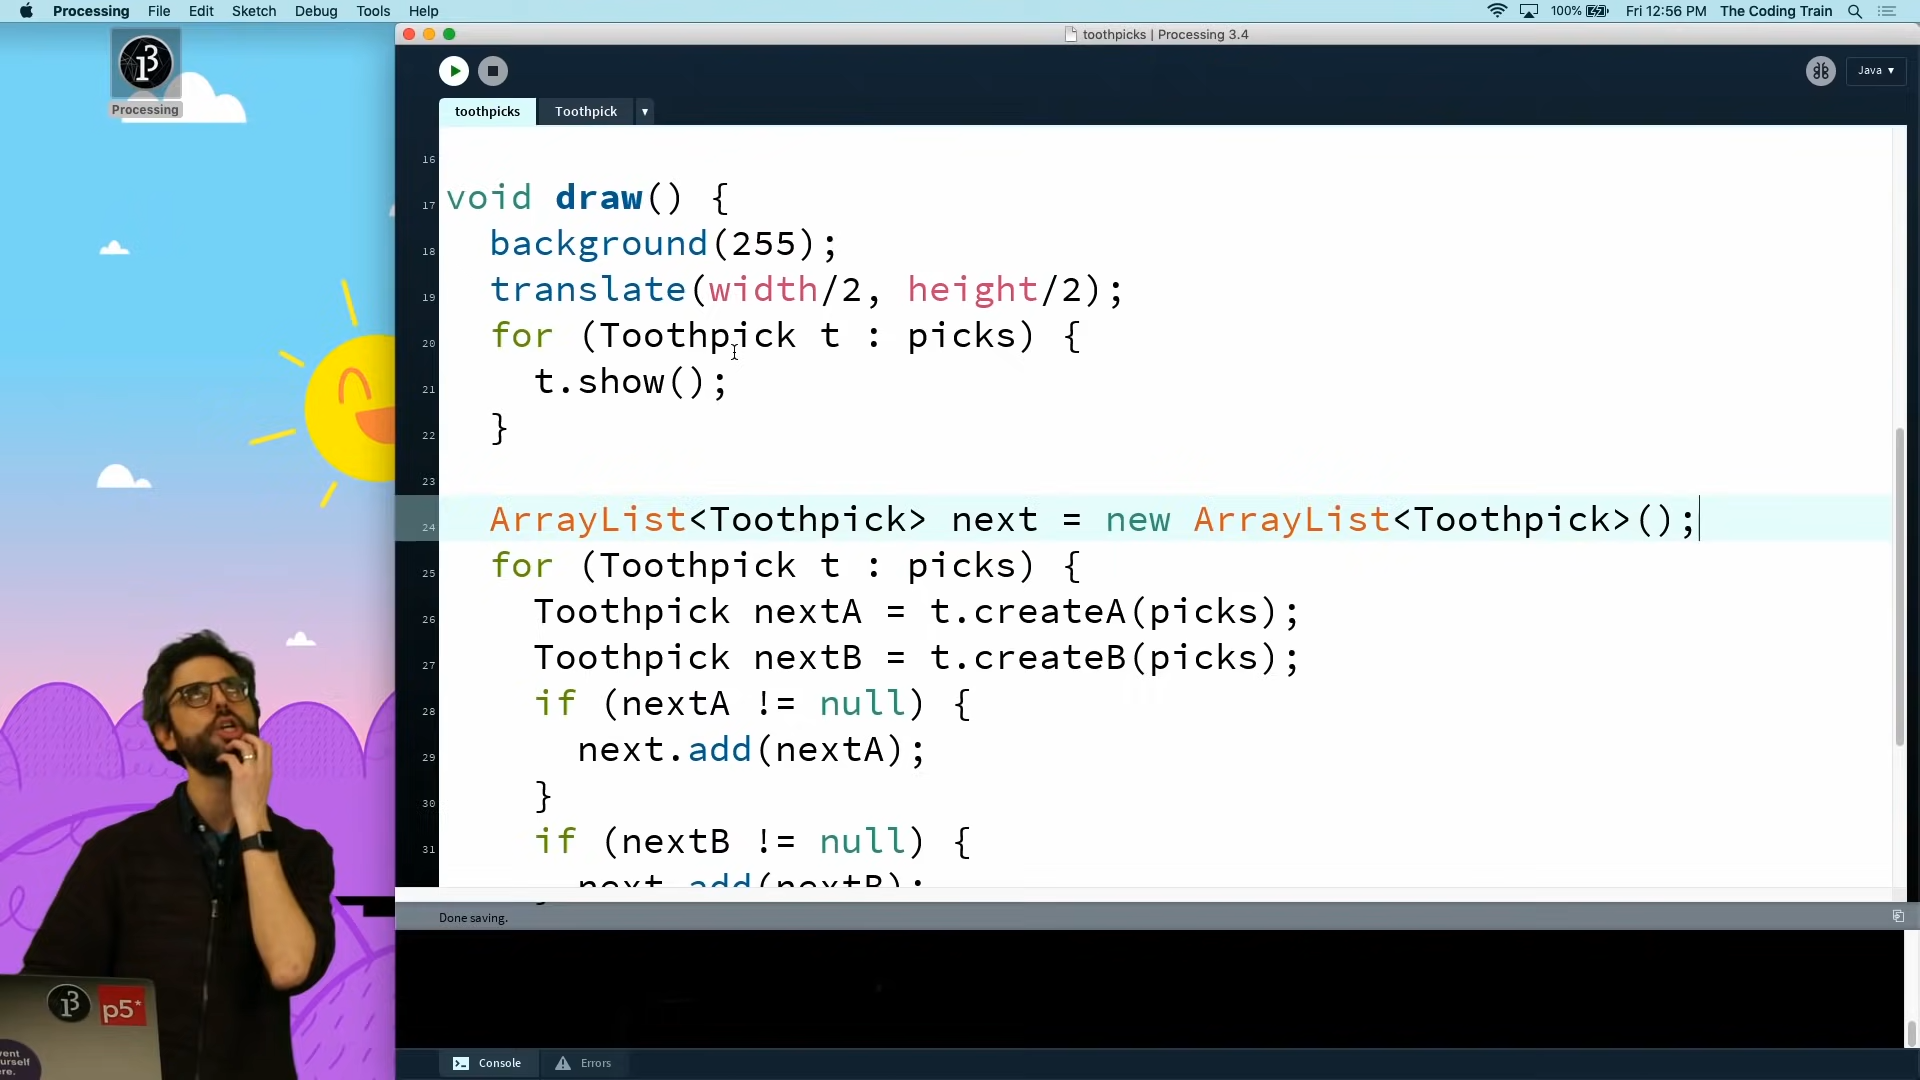 Processing File Edit Sketch Debug Tools Help 100% Fri 12:56 PM The Coding Train
toothpicks | Processing 3.4
Processing
Java
toothpicks Toothpick
16
17 void draw() {
18 background(255);
19 translate(width/2, height/2);
20 for (Toothpick t : picks) {
21 t.show();
22 }
23
24 ArrayList<Toothpick> next = new ArrayList<Toothpick>();
25 for (Toothpick t : picks) {
26 Toothpick nextA = t.createA(picks);
27 Toothpick nextB = t.createB(picks);
28 if (nextA != null) {
29 next.add(nextA);
30 }
31 if (nextB != null) {
next.add(nextB);
Done saving.
p5*
Console Errors